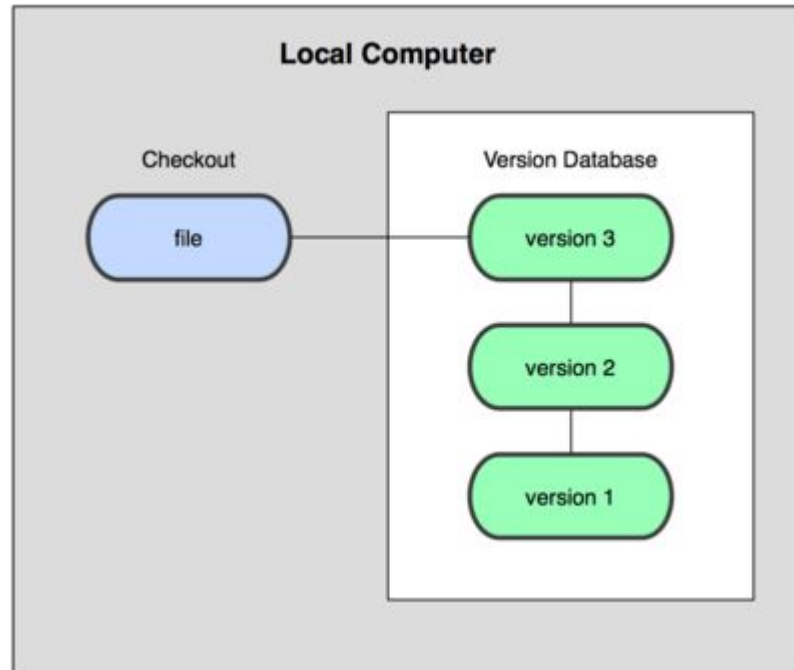 Local Computer
Checkout
Version Database
file
version 3
version 2
version 1